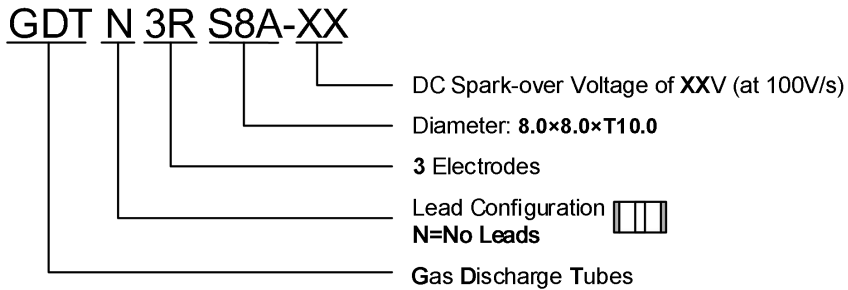 GDT N 3R S8A-XX
DC Spark-over Voltage of XXV (at 100V/s)
Diameter: 8.0×8.0×T10.0
3 Electrodes
Lead Configuration
N=No Leads
Gas Discharge Tubes